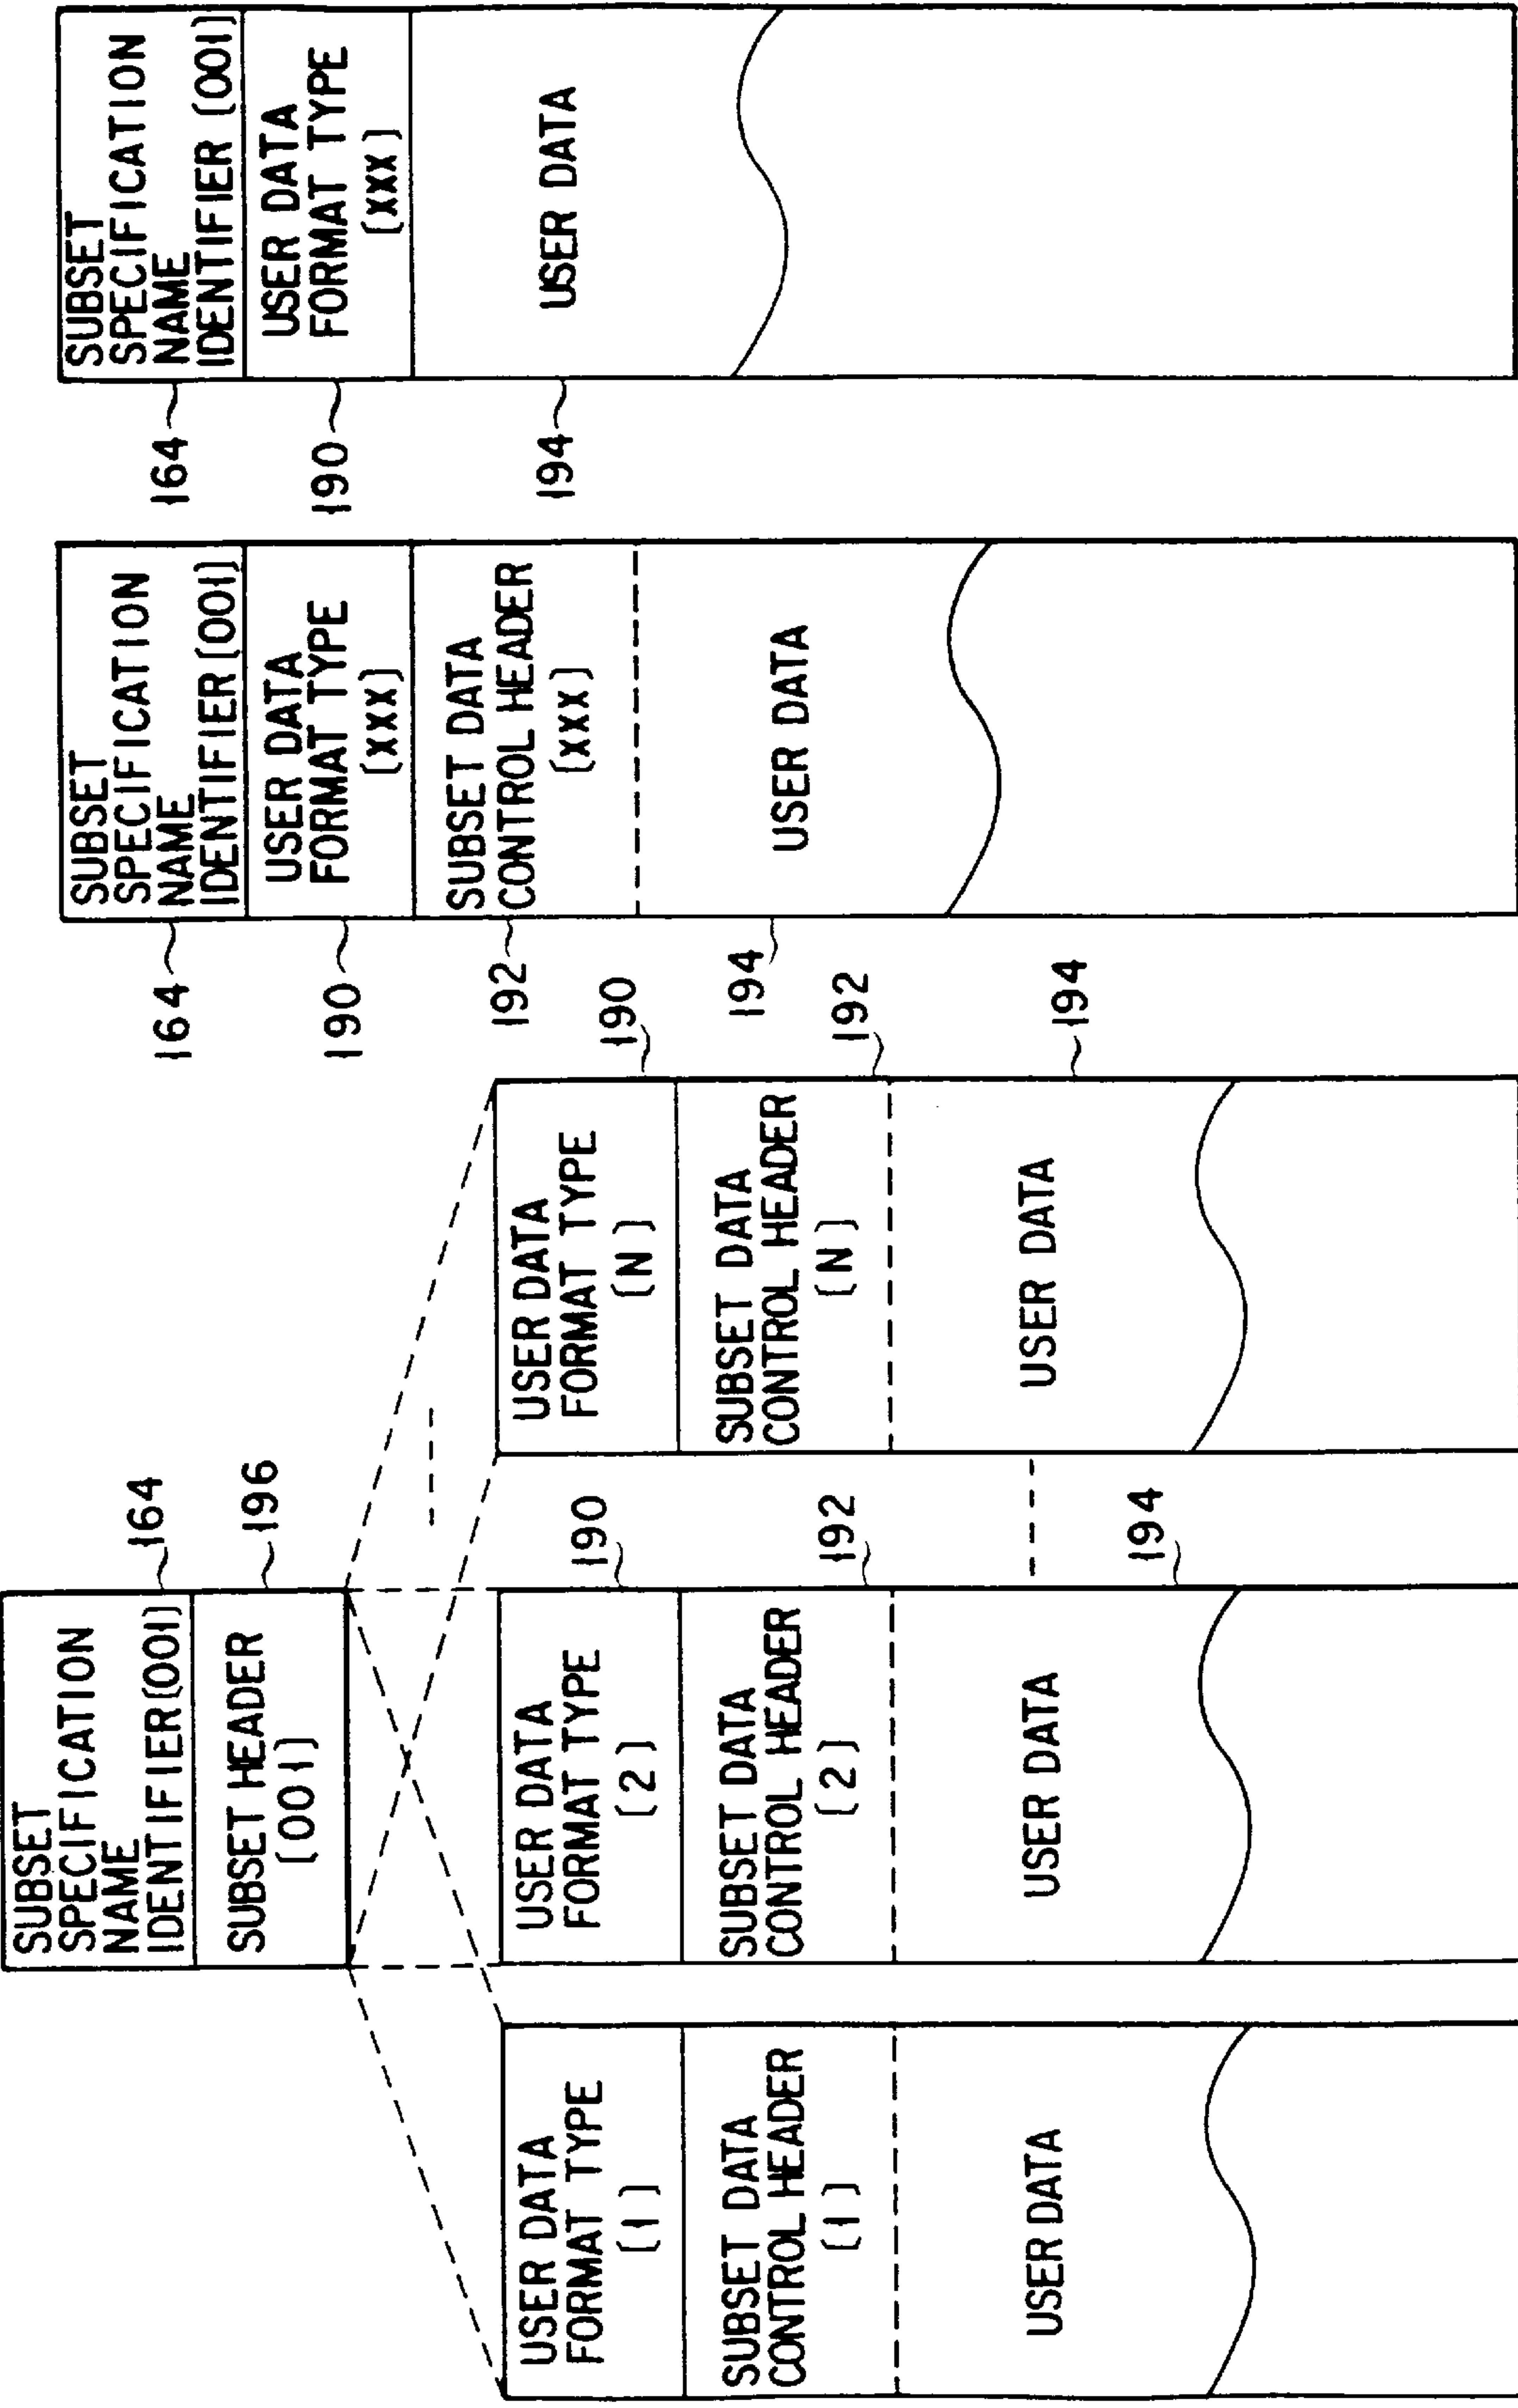 SUBSET
SPECIFICATION
NAME
IDENTIFIER(001)
164
SUBSET HEADER
(001)
196
USER DATA
FORMAT TYPE
(1)
SUBSET DATA
CONTROL HEADER
(1)
USER DATA
USER DATA
FORMAT TYPE
(2)
190
SUBSET DATA
CONTROL HEADER
(2)
192
USER DATA
194
USER DATA
FORMAT TYPE
(N)
190
SUBSET DATA
CONTROL HEADER
(N)
192
USER DATA
194
SUBSET
SPECIFICATION
NAME
IDENTIFIER(001)
164
USER DATA
FORMAT TYPE
(XXX)
190
SUBSET DATA
CONTROL HEADER
(XXX)
192
USER DATA
194
SUBSET
SPECIFICATION
NAME
IDENTIFIER (001)
164
USER DATA
FORMAT TYPE
(XXX)
190
USER DATA
194